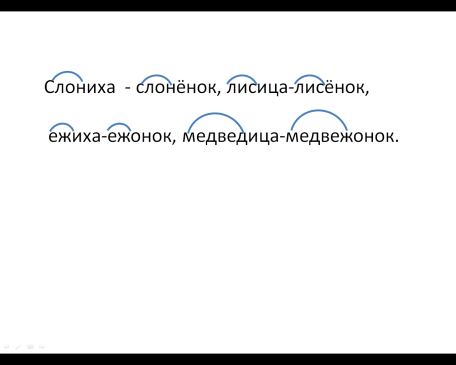 Слониха - слонёнок, лисица-лисёнок,
ежиха-ежонок, медведица-медвежонок.